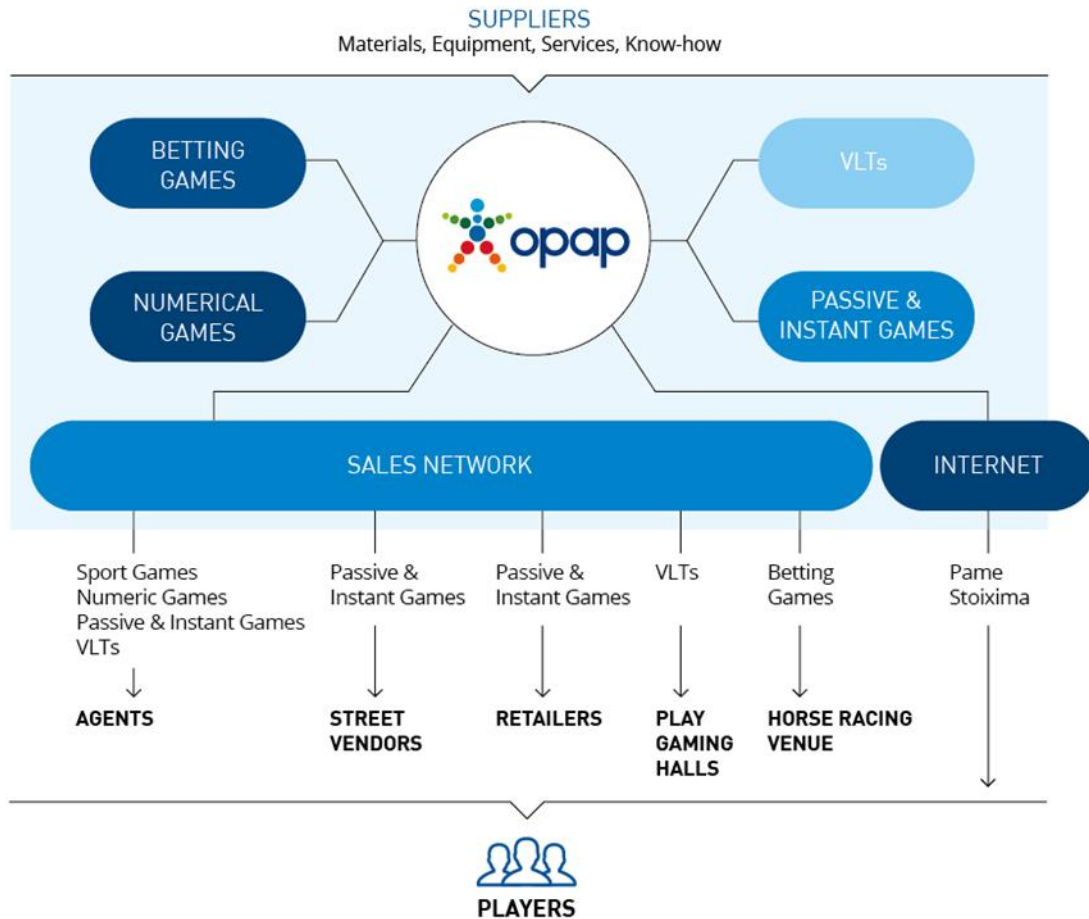 SUPPLIERS
Materials, Equipment, Services, Know-how
BETTING
GAMES
VLTs
opap
NUMERICAL
GAMES
PASSIVE &
INSTANT GAMES
SALES NETWORK
INTERNET
Sport Games
Numeric Games
Passive & Instant Games
VLTs
AGENTS
Passive &
Instant Games
STREET
VENDORS
Passive &
Instant Games
RETAILERS
VLTs
PLAY
GAMING
HALLS
Betting
Games
HORSE RACING
VENUE
Pame
Stoixima
PLAYERS